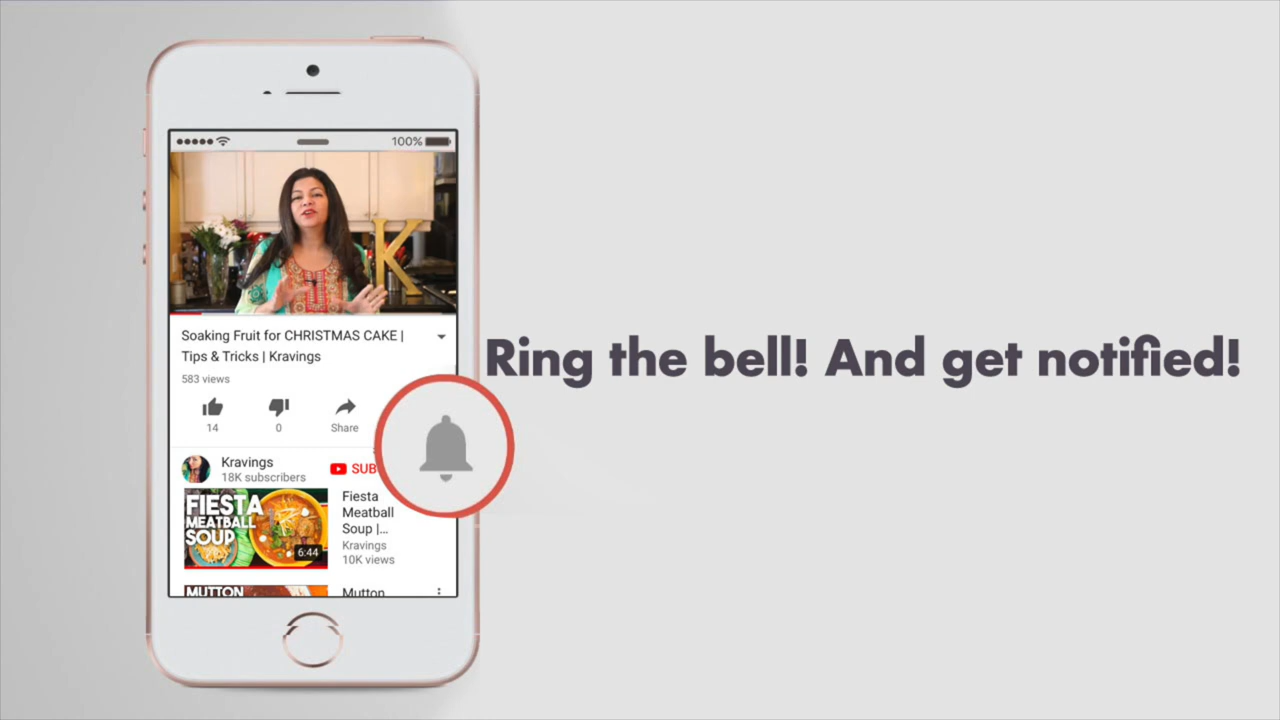 100%
K
Soaking Fruit for CHRISTMAS CAKE |
Tips & Tricks | Kravings
583 views
14
0
Share
Kravings
18K subscribers
SUB
FIESTA
MEATBALL
SOUP
6:44
Fiesta
Meatball
Soup |...
Kravings
10K views
MUTTON
Mutton
Ring the bell! And get notified!